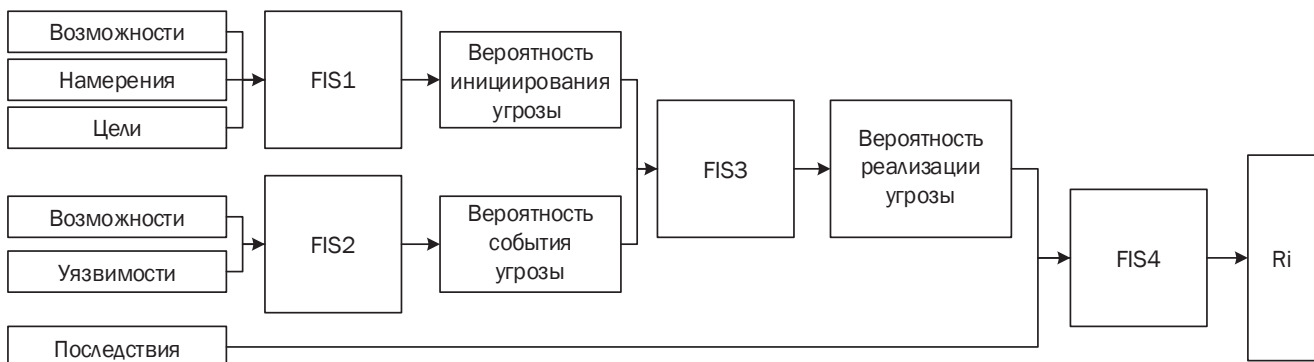 Возможности
Намерения
Цели
FIS1
Вероятность
инициирования
угрозы
Возможности
Уязвимости
FIS2
Вероятность
события
угрозы
FIS3
Вероятность
реализации
угрозы
Последствия
FIS4
Ri